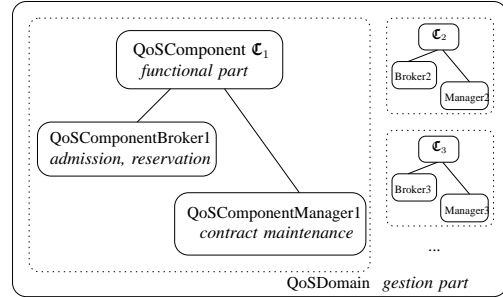 QoSComponent ℭ1
functional part
QoSComponentBroker1
admission, reservation
QoSComponentManager1
contract maintenance
ℭ2
Broker2
Manager2
ℭ3
Broker3
Manager3
...
QoSDomain gestion part